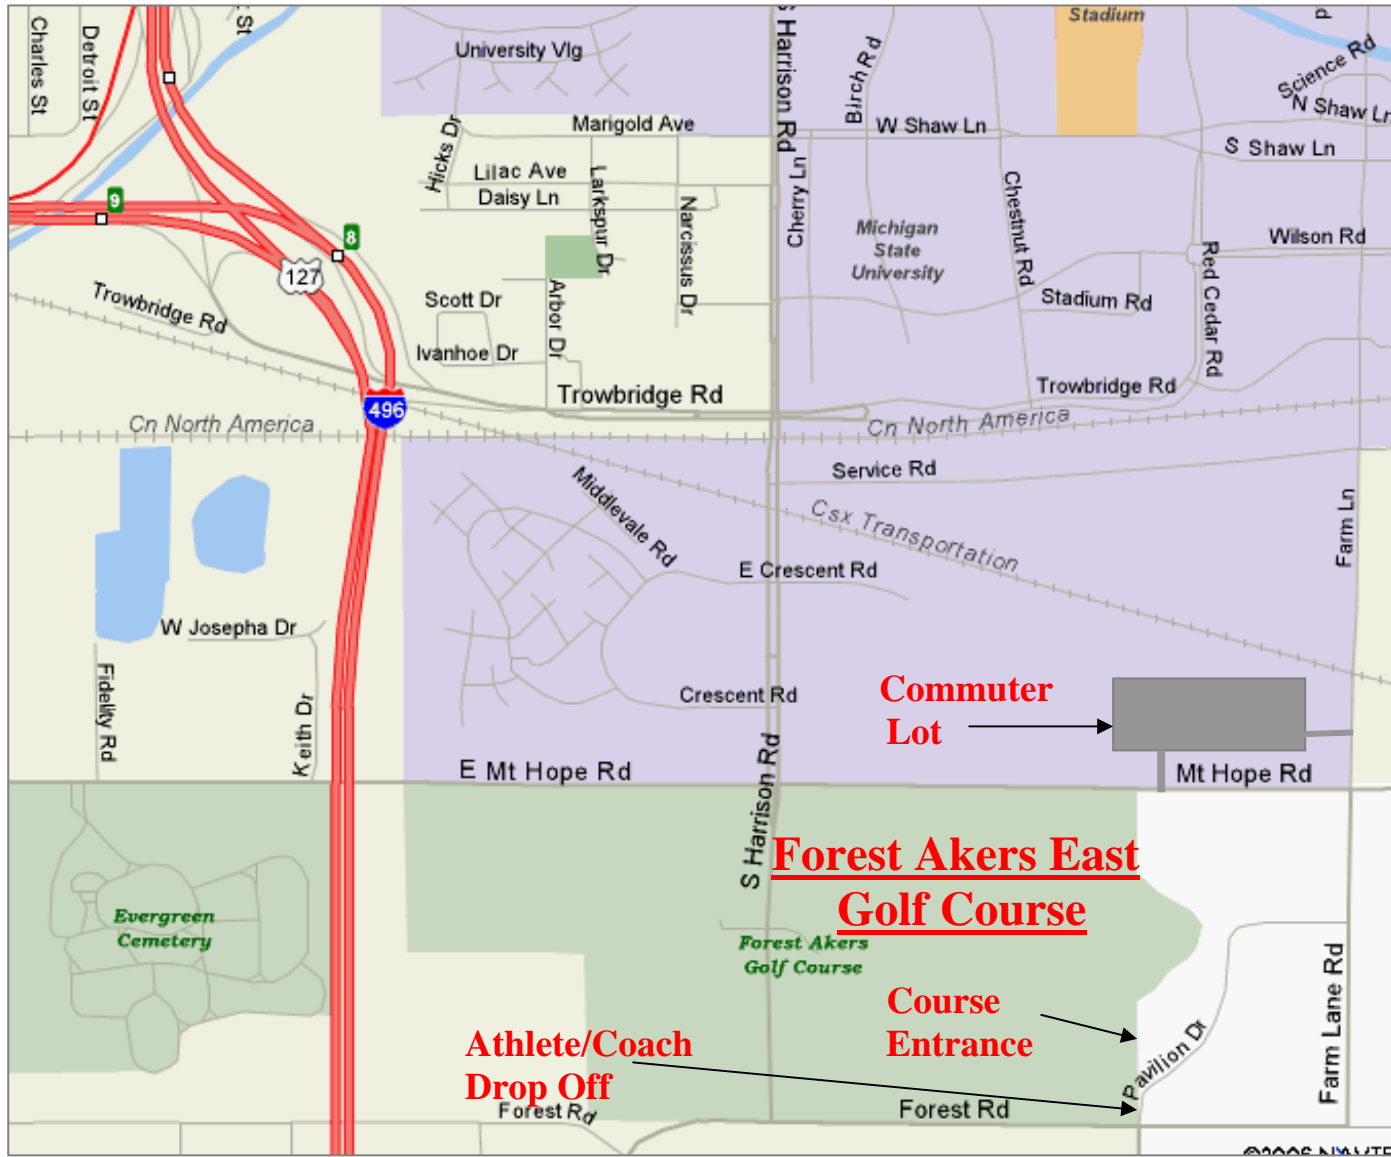 Charles St
Detroit St
K St
University Vlg
S Harrison Rd
Birch Rd
Stadium
Science Rd
N Shaw Ln
Marigold Ave
W Shaw Ln
S Shaw Ln
Hicks Dr
Lilac Ave
Daisy Ln
Larkspur Dr
Narcissus Dr
Cherry Ln
Chestnut Rd
9
8
127
Michigan
State
University
Wilson Rd
Red Cedar Rd
Trowbridge Rd
Scott Dr
Arbor Dr
Stadium Rd
Ivanhoe Dr
Trowbridge Rd
Trowbridge Rd
496
Cn North America
Cn North America
Service Rd
Middlevale Rd
Csx Transportation
Farm Ln
E Crescent Rd
W Josepha Dr
Fidelity Rd
Keith Dr
Crescent Rd
Commuter
Lot
E Mt Hope Rd
Mt Hope Rd
S Harrison Rd
Forest Akers East
Golf Course
Evergreen
Cemetery
Forest Akers
Golf Course
Course
Entrance
Pavilion Dr
Farm Lane Rd
Athlete/Coach
Drop Off
Forest Rd
Forest Rd